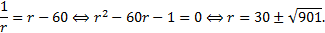 1/r = r − 60 ⟺ r² − 60r − 1 = 0 ⟺ r = 30 ± √901.